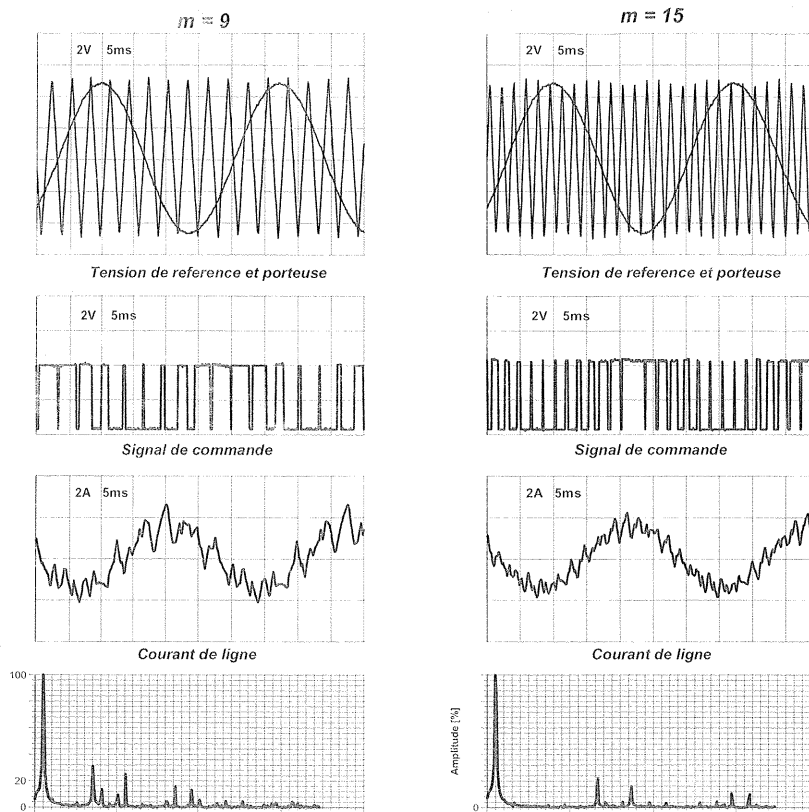 m = 9
2V 5ms
Tension de reference et porteuse
2V 5ms
Signal de commande
2A 5ms
Courant de ligne
100
20
0
m = 15
2V 5ms
Tension de reference et porteuse
2V 5ms
Signal de commande
2A 5ms
Courant de ligne
Amplitude [%]
0